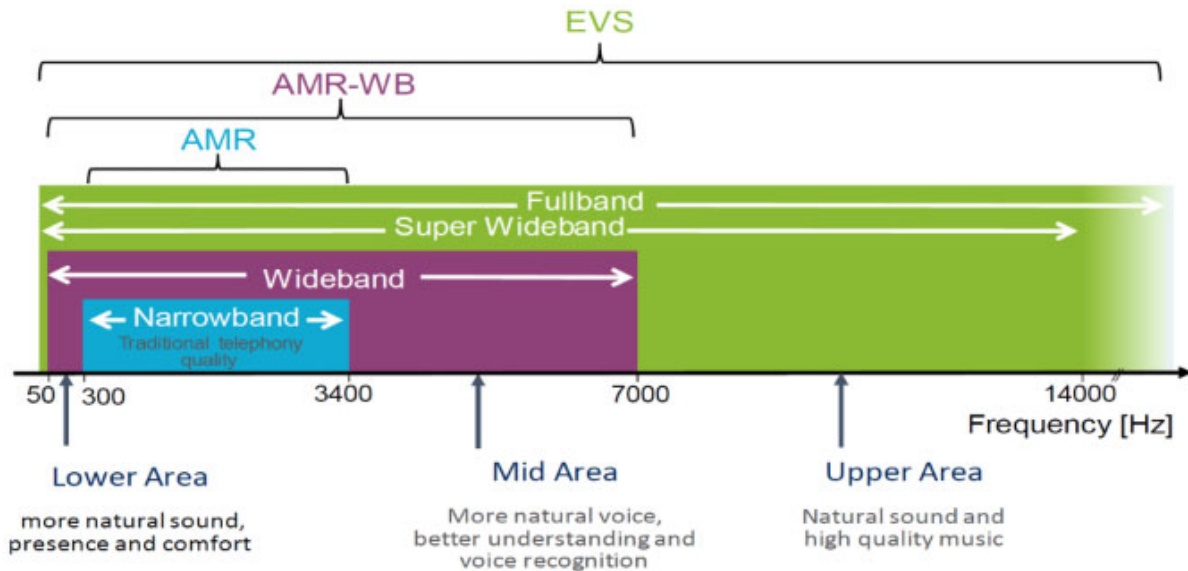 EVS
AMR-WB
AMR
Fullband
Super Wideband
Wideband
Narrowband
Traditional telephony
quality
50 300 3400 7000 14000
Frequency [Hz]
Lower Area
more natural sound,
presence and comfort
Mid Area
More natural voice,
better understanding and
voice recognition
Upper Area
Natural sound and
high quality music